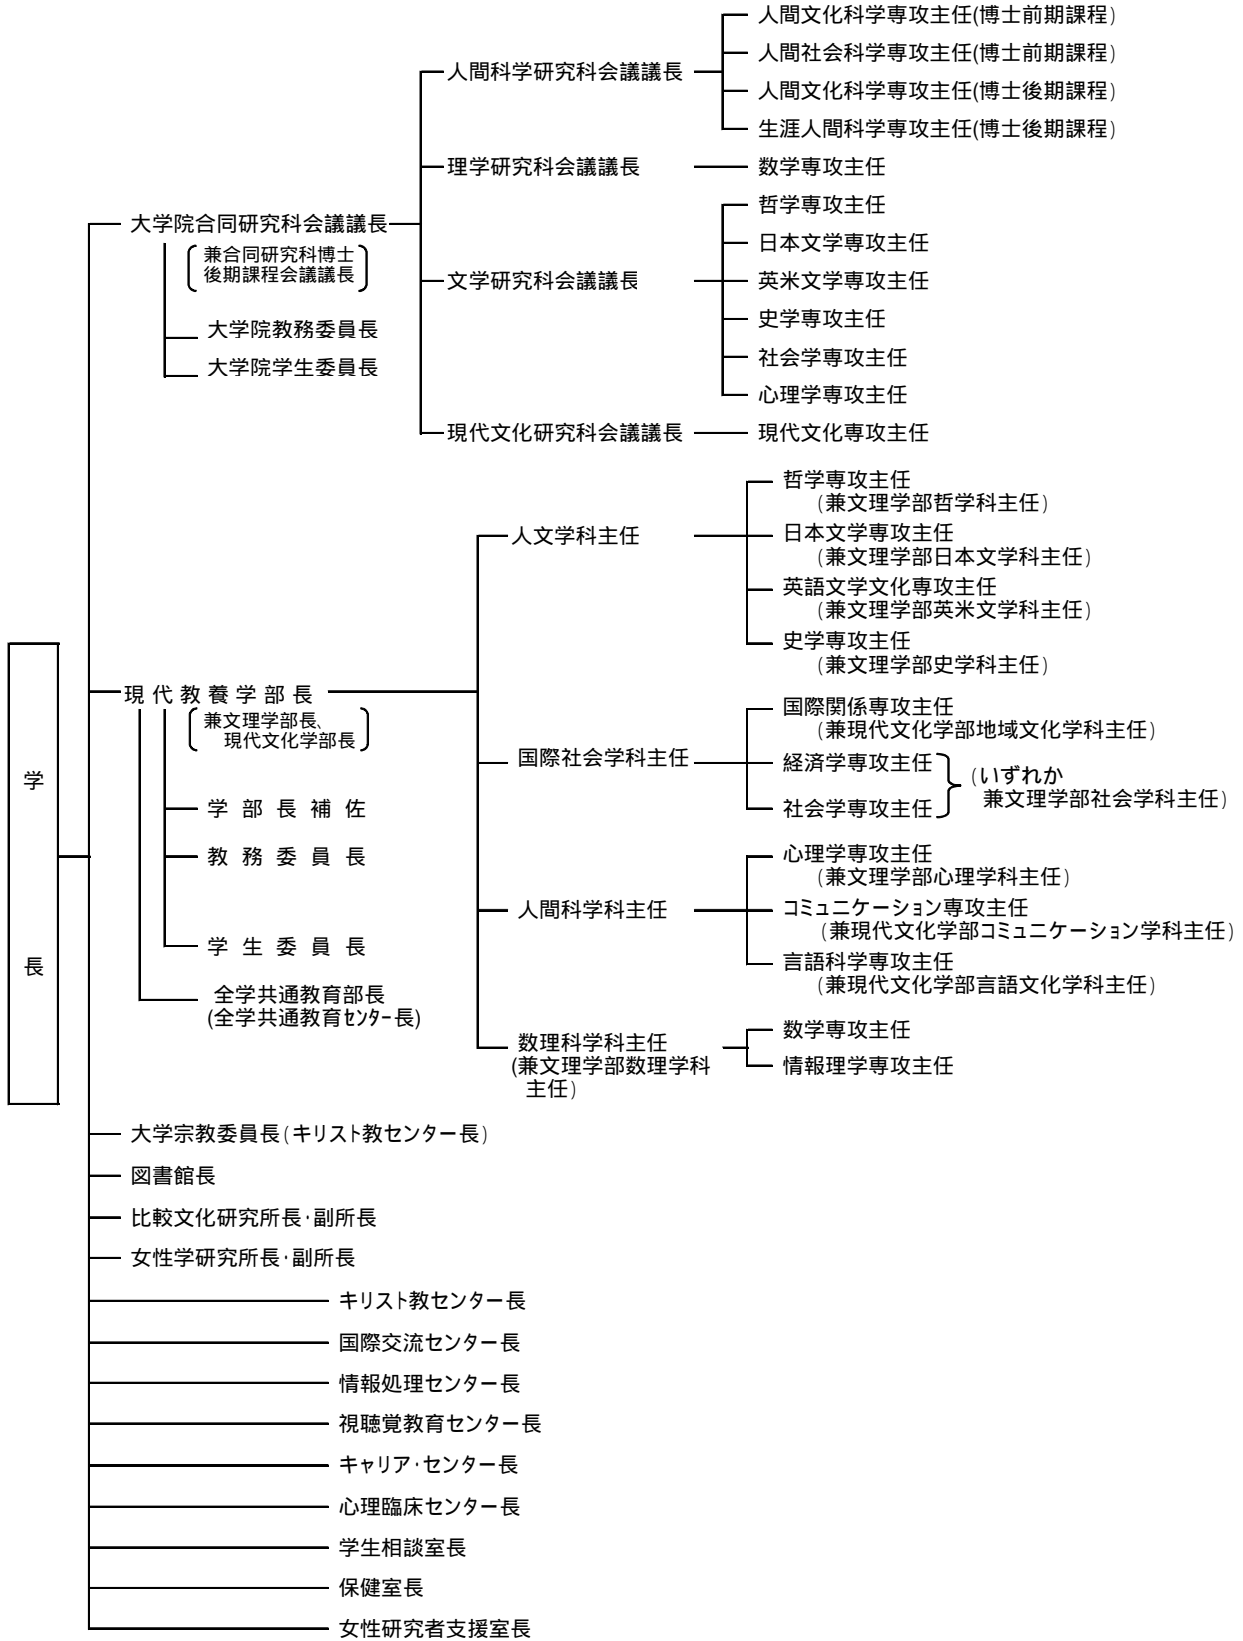 人間文化科学専攻主任(博士前期課程)
人間社会科学専攻主任(博士前期課程)
人間科学研究科会議議長
人間文化科学専攻主任(博士後期課程)
生涯人間科学専攻主任(博士後期課程)
理学研究科会議議長
数学専攻主任
哲学専攻主任
大学院合同研究科会議議長
兼合同研究科博士
後期課程会議議長
日本文学専攻主任
文学研究科会議議長
英米文学専攻主任
大学院教務委員長
史学専攻主任
大学院学生委員長
社会学専攻主任
心理学専攻主任
現代文化研究科会議議長
現代文化専攻主任
哲学専攻主任
(兼文理学部哲学科主任)
人文学科主任
日本文学専攻主任
(兼文理学部日本文学科主任)
英語文学文化専攻主任
(兼文理学部英米文学科主任)
史学専攻主任
(兼文理学部史学科主任)
学長
現代教養学部長
兼文理学部長、
現代文化学部長
国際関係専攻主任
(兼現代文化学部地域文化学科主任)
国際社会学科主任
経済学専攻主任
社会学専攻主任
(いずれか
兼文理学部社会学科主任)
学部長補佐
教務委員長
心理学専攻主任
(兼文理学部心理学科主任)
人間科学科主任
コミュニケーション専攻主任
(兼現代文化学部コミュニケーション学科主任)
学生委員長
言語科学専攻主任
(兼現代文化学部言語文化学科主任)
全学共通教育部長
(全学共通教育センター長)
数理科学科主任
(兼文理学部数理学科
主任)
数学専攻主任
情報理学専攻主任
大学宗教委員長(キリスト教センター長)
図書館長
比較文化研究所長・副所長
女性学研究所長・副所長
キリスト教センター長
国際交流センター長
情報処理センター長
視聴覚教育センター長
キャリア・センター長
心理臨床センター長
学生相談室長
保健室長
女性研究者支援室長